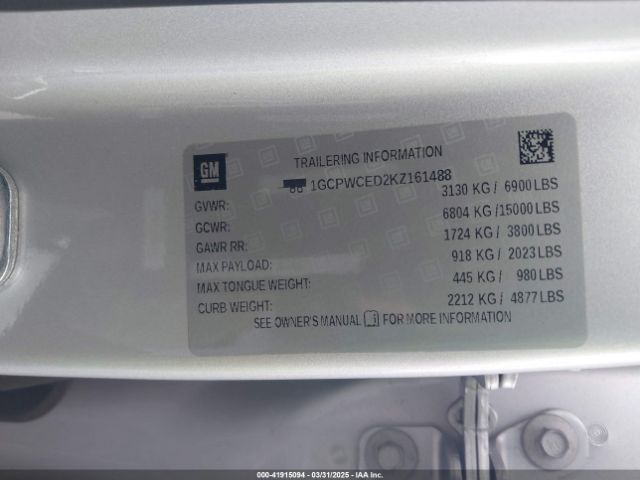 GM
TRAILERING INFORMATION
1GCPWCED2KZ161488
GVWR: 3130 KG / 6900 LBS
GCWR: 6804 KG /15000 LBS
GAWR RR: 1724 KG / 3800 LBS
MAX PAYLOAD: 918 KG / 2023 LBS
MAX TONGUE WEIGHT: 445 KG / 980 LBS
CURB WEIGHT: 2212 KG / 4877 LBS
SEE OWNER'S MANUAL FOR MORE INFORMATION
000-41915094 - 03/31/2025 - IAA Inc.